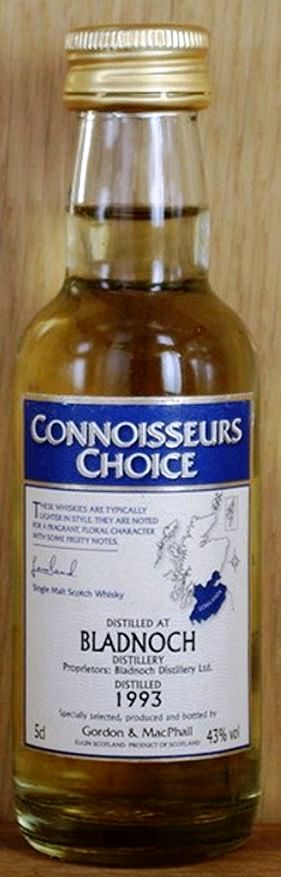 CONNOISSEURS
CHOICE
THESE WHISKIES ARE TYPICALLY
LIGHTER IN STYLE. THEY ARE NOTED
FOR A FRAGRANT, FLORAL CHARACTER
WITH SOME FRUITY NOTES.
Lowland
Single Malt Scotch Whisky
LOWLANDS
DISTILLED AT
BLADNOCH
DISTILLERY
Proprietors: Bladnoch Distillery Ltd.
DISTILLED
1993
Specially selected, produced and bottled by
5cl Gordon & MacPhail 43% vol
ELGIN SCOTLAND PRODUCT OF SCOTLAND